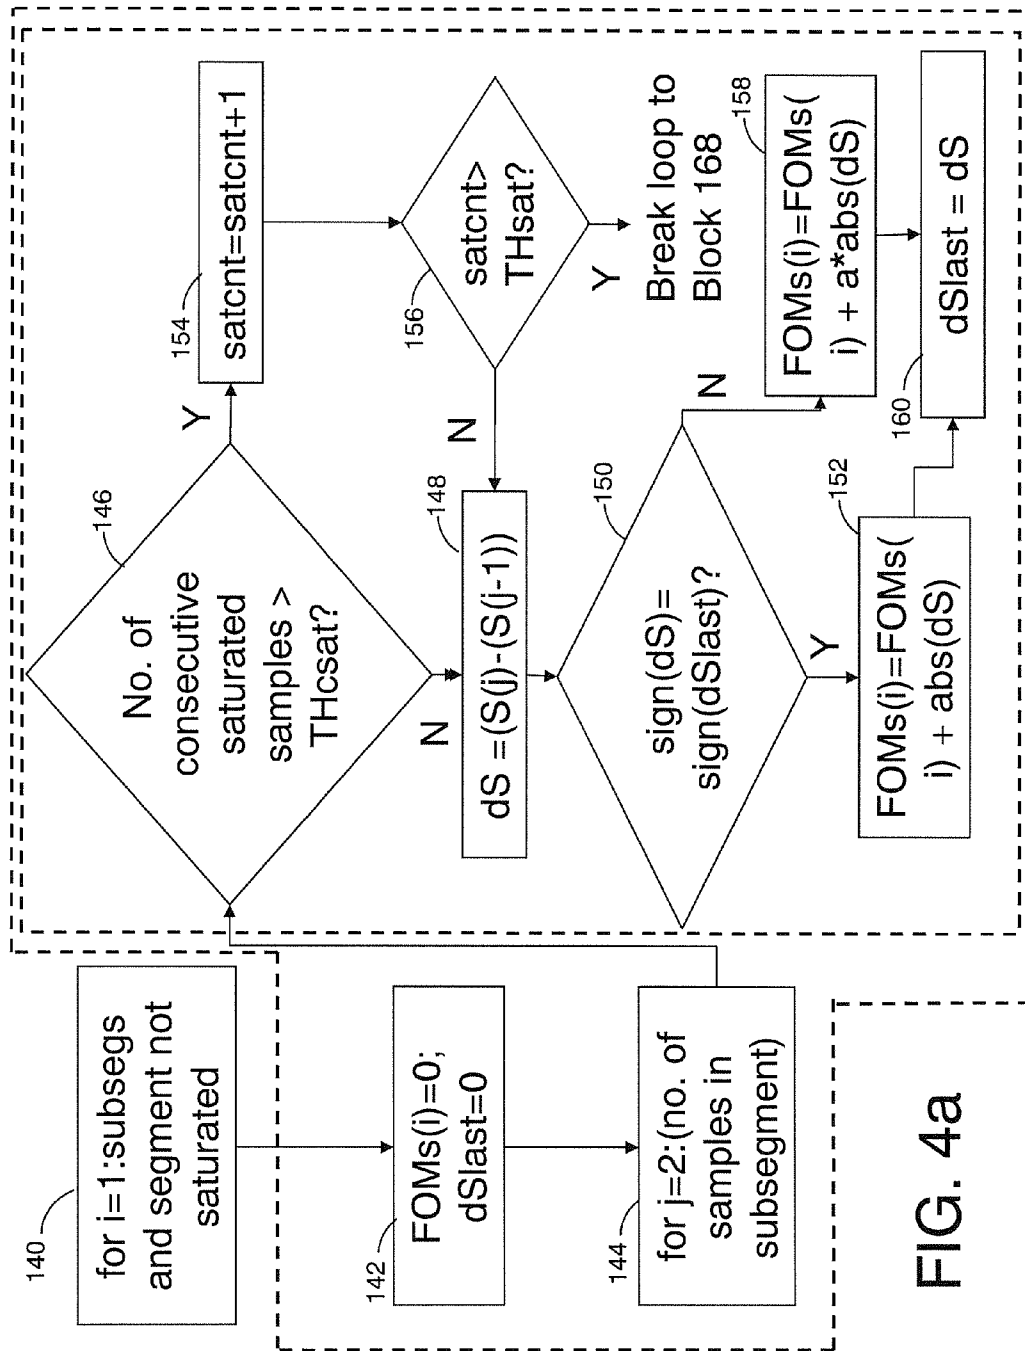 140
for i=1:subsegs
and segment not
saturated
142
FOMs(i)=0;
dSlast=0
144
for j=2:(no. of
samples in
subsegment)
146
No. of
consecutive
saturated
samples >
THcsat?
Y
N
154
satcnt=satcnt+1
156
satcnt>
THsat?
N
Y
Break loop to
Block 168
148
dS =(S(j)-(S(j-1))
150
sign(dS)=
sign(dSlast)?
Y
N
152
FOMs(i)=FOMs(
i) + abs(dS)
158
FOMs(i)=FOMs(
i) + a*abs(dS)
160
dSlast = dS
FIG. 4a